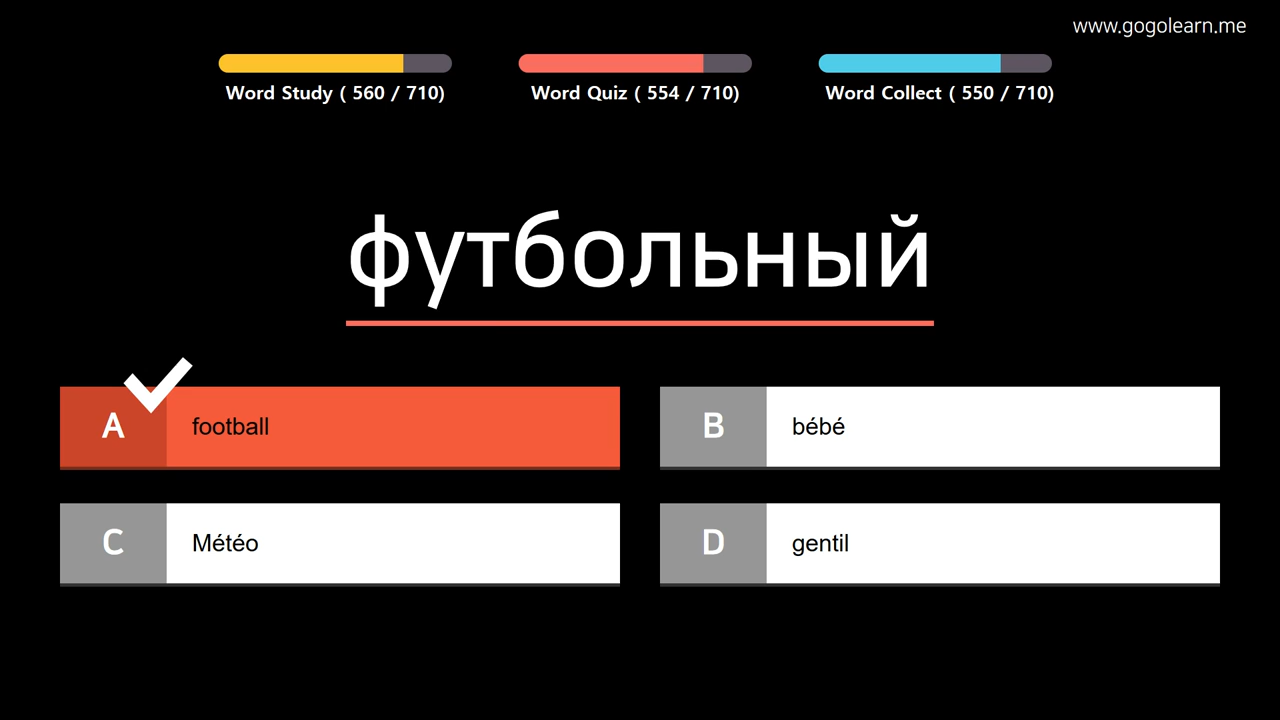 www.gogolearn.me
Word Study ( 560 / 710)
Word Quiz ( 554 / 710)
Word Collect ( 550 / 710)
футбольный
A football
B bébé
C Météo
D gentil